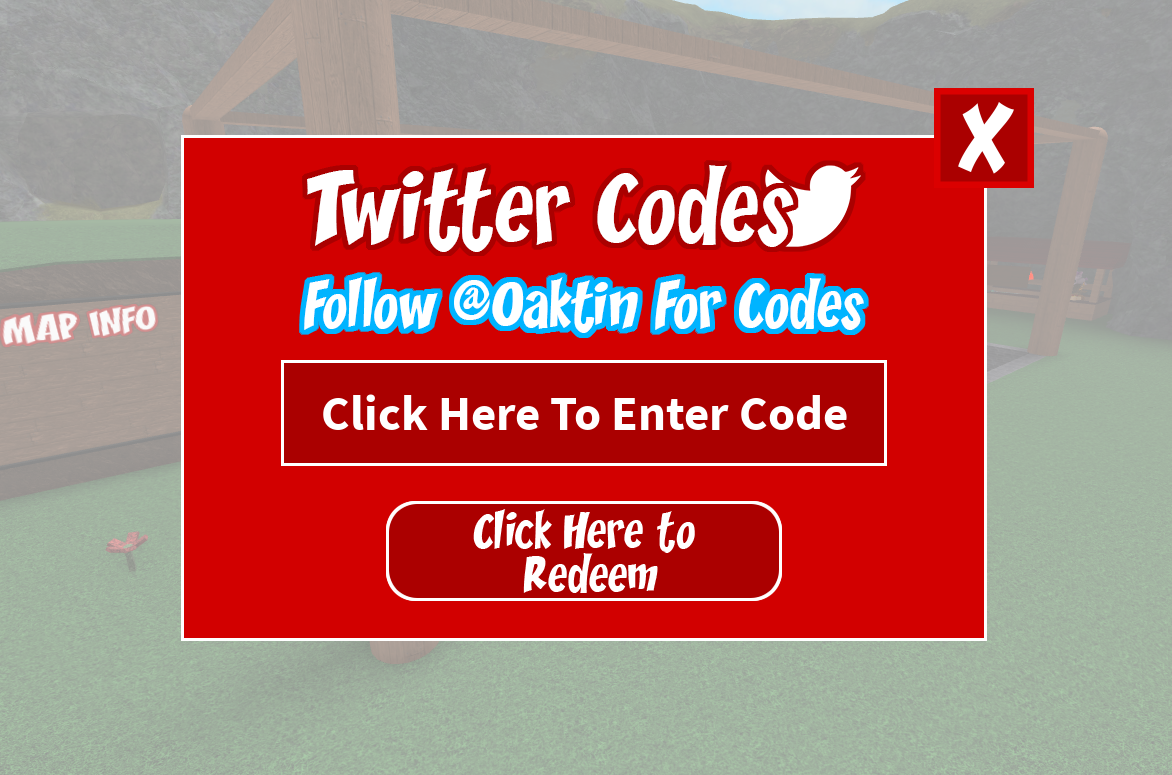 X
Twitter Codes
Follow @Oaktin For Codes
MAP INFO
Click Here To Enter Code
Click Here to
Redeem